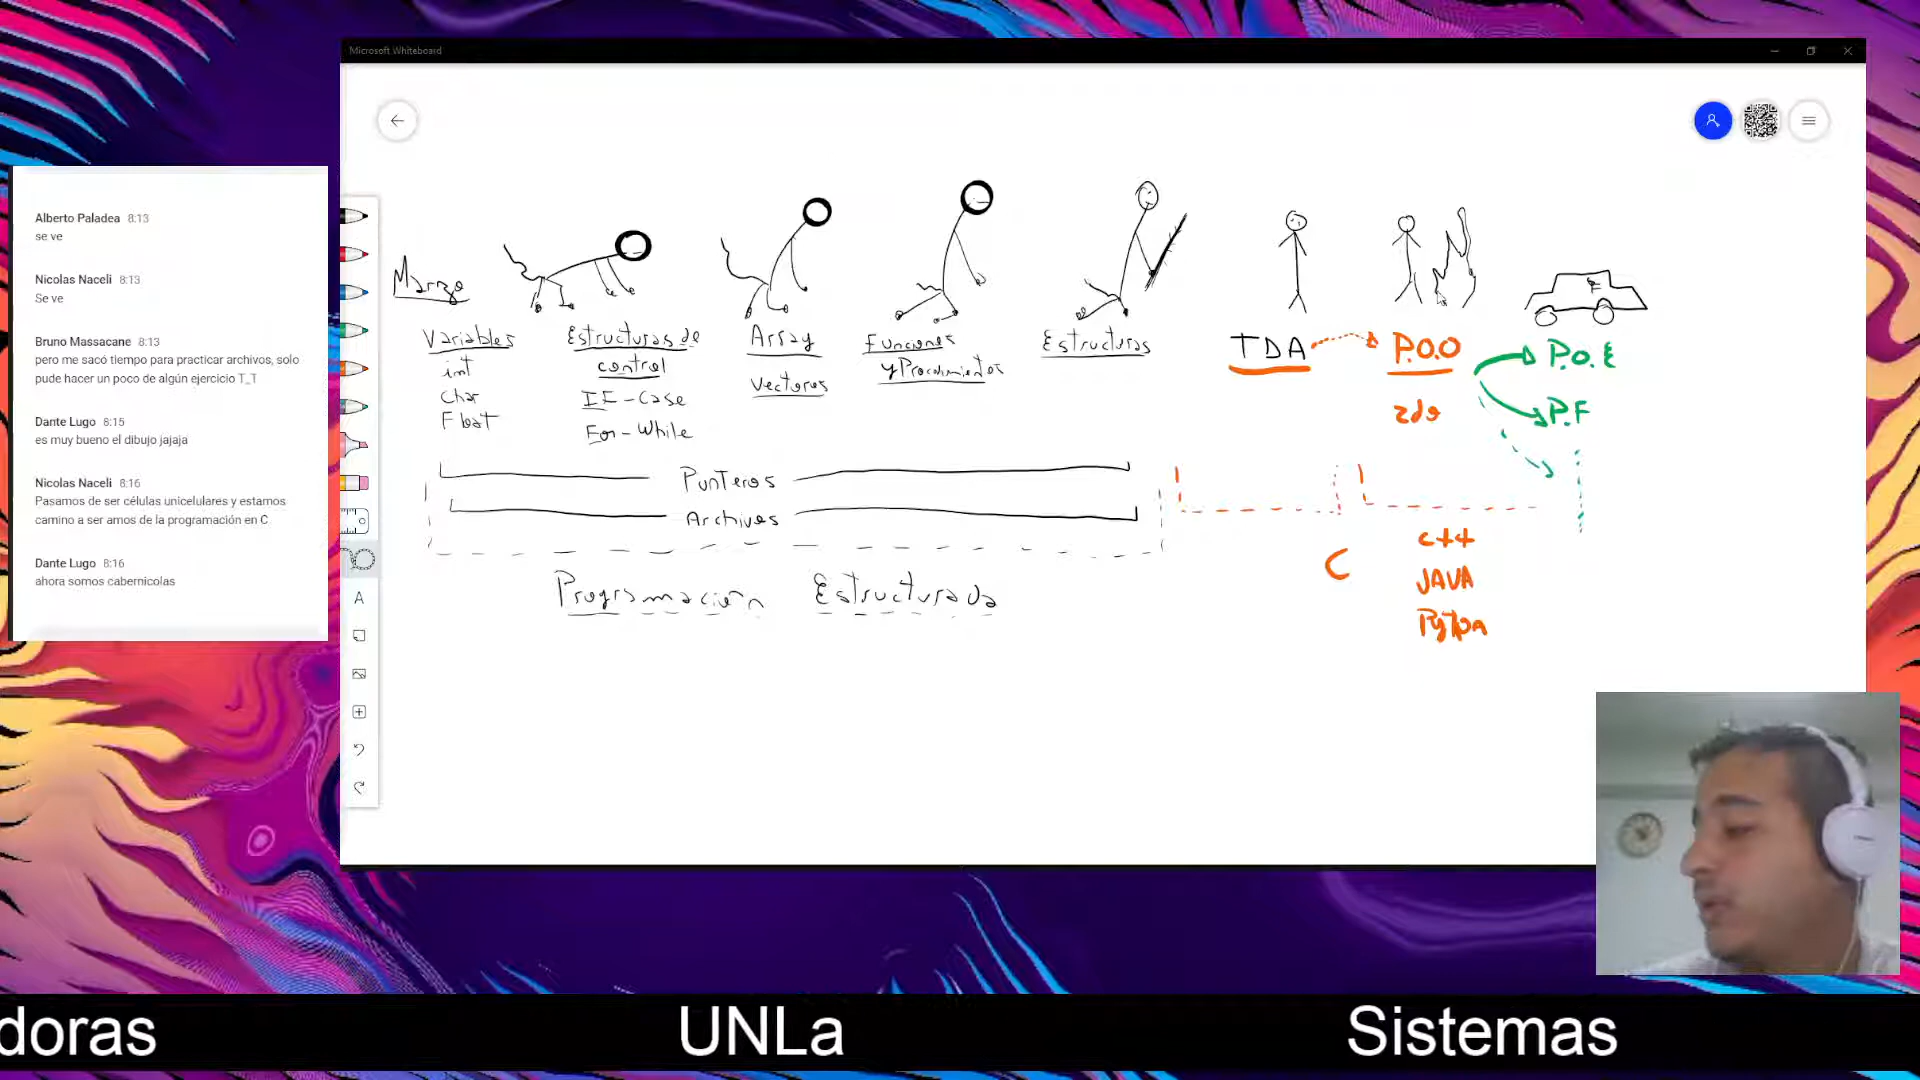 Microsoft Whiteboard
Alberto Paladea 8:13
se ve
Nicolas Naceli 8:13
Se ve
Bruno Massacane 8:13
pero me sacó tiempo para practicar archivos, solo
pude hacer un poco de algún ejercicio T_T
Dante Lugo 8:15
es muy bueno el dibujo jajaja
Nicolas Naceli 8:16
Pasamos de ser células unicelulares y estamos
camino a ser amos de la programación en C
Dante Lugo 8:16
ahora somos cabernicolas
A
Marzo
Variables
int
Char
Float
Estructuras de
control
IF - Case
For - While
Array
Vectores
Funciones
y Procedimientos
Estructuras
TDA
P.O.O
2do
P.O.E
P.F
F
Punteros
Archivos
Programación Estructurada
C
C++
JAVA
doras
UNLa
Sistemas